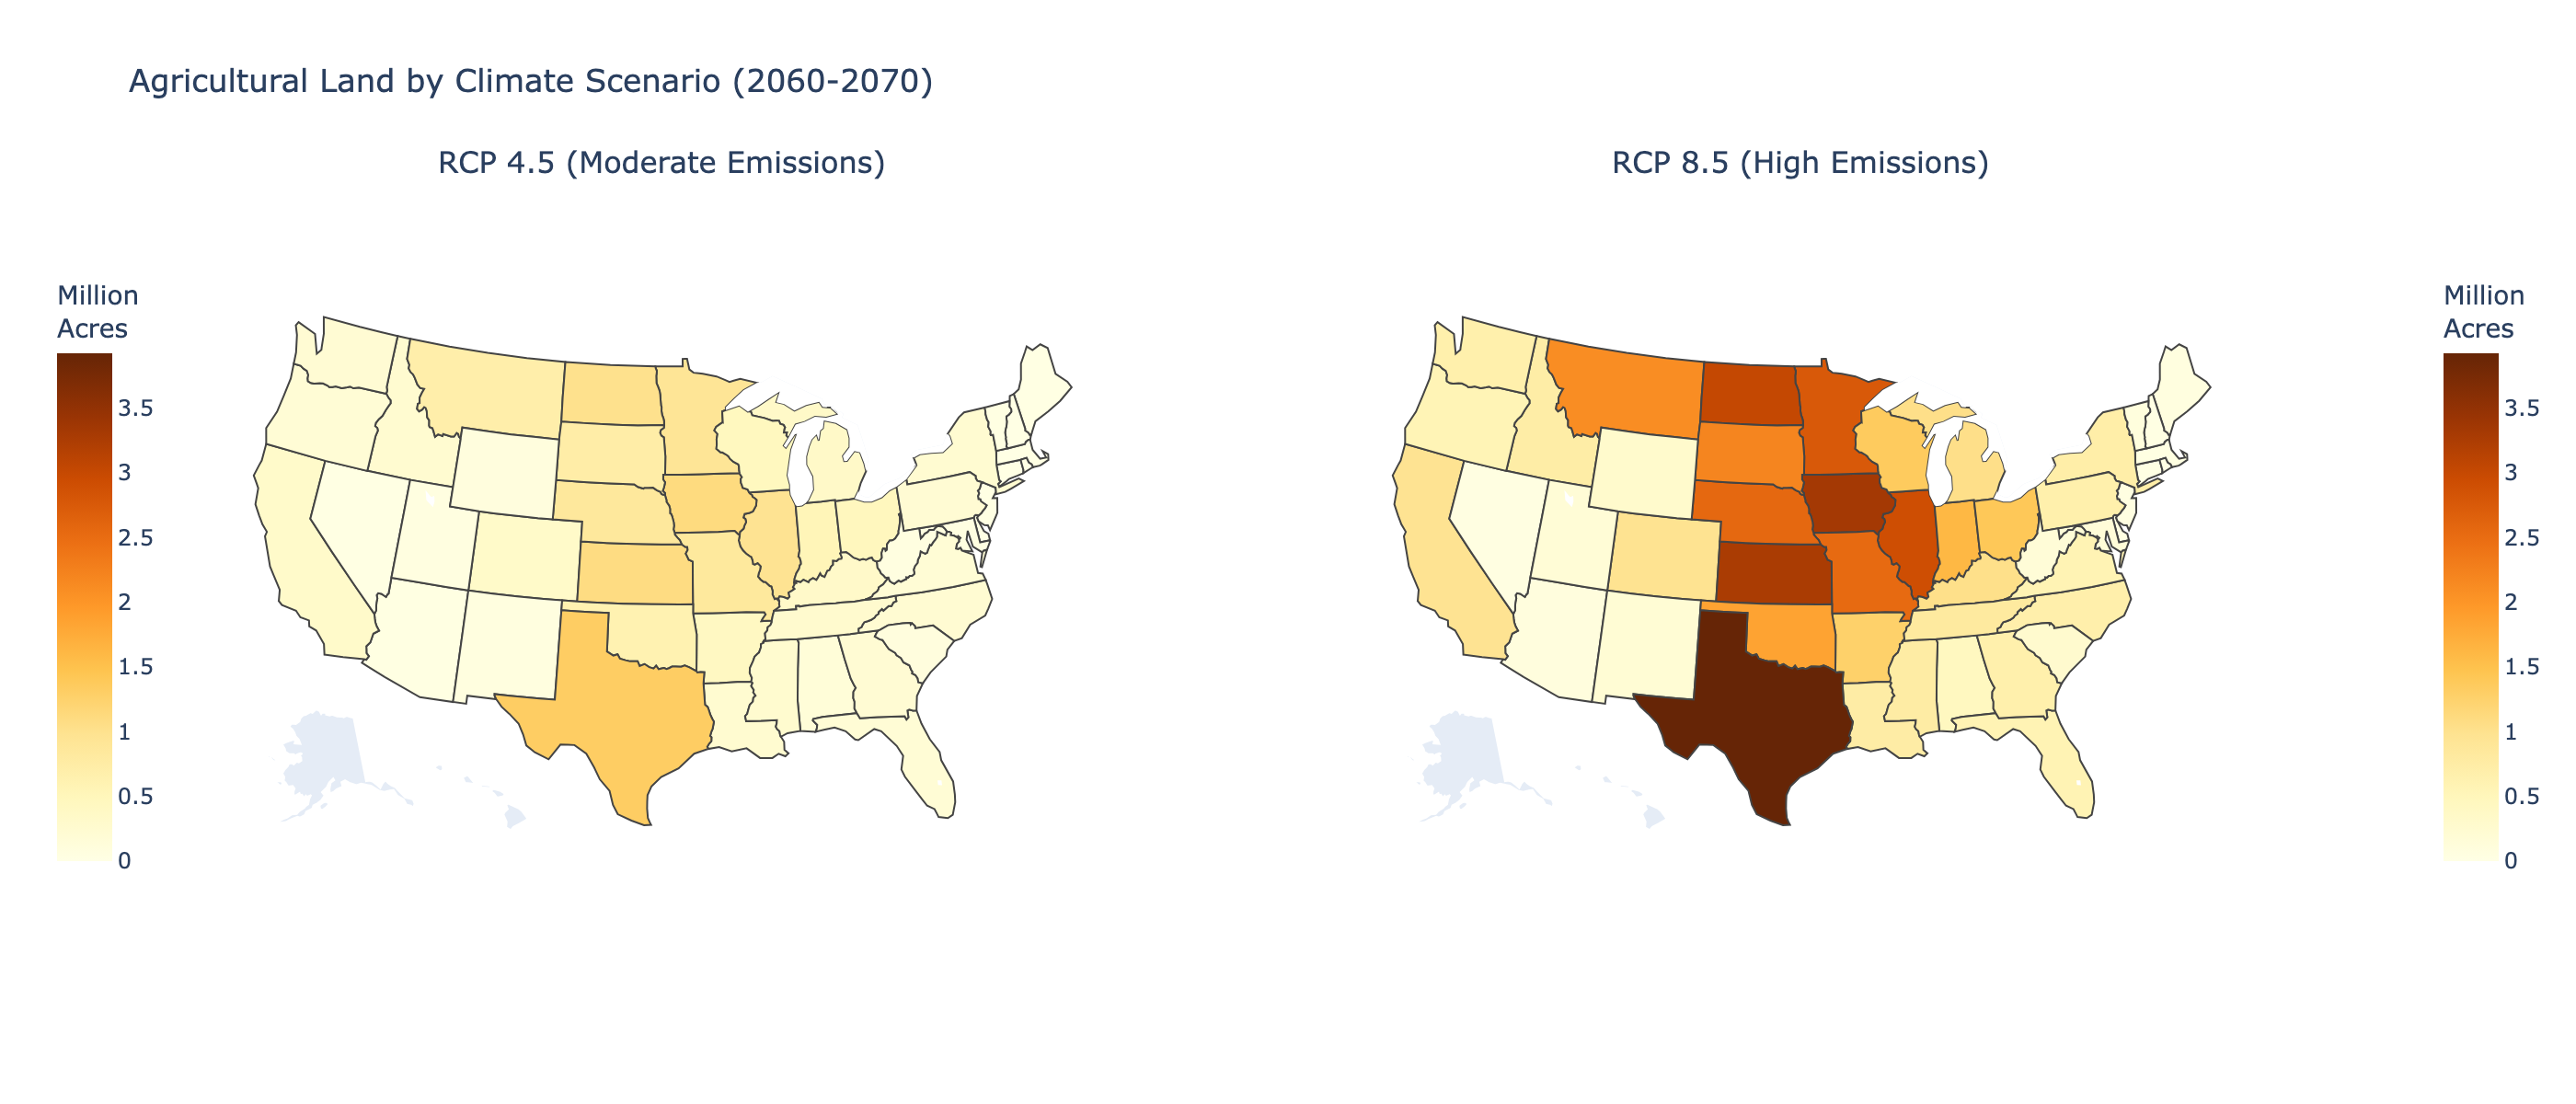 Agricultural Land by Climate Scenario (2060-2070)
RCP 4.5 (Moderate Emissions)
RCP 8.5 (High Emissions)
Million
Acres
3.5
3
2.5
2
1.5
1
0.5
0
Million
Acres
3.5
3
2.5
2
1.5
1
0.5
0